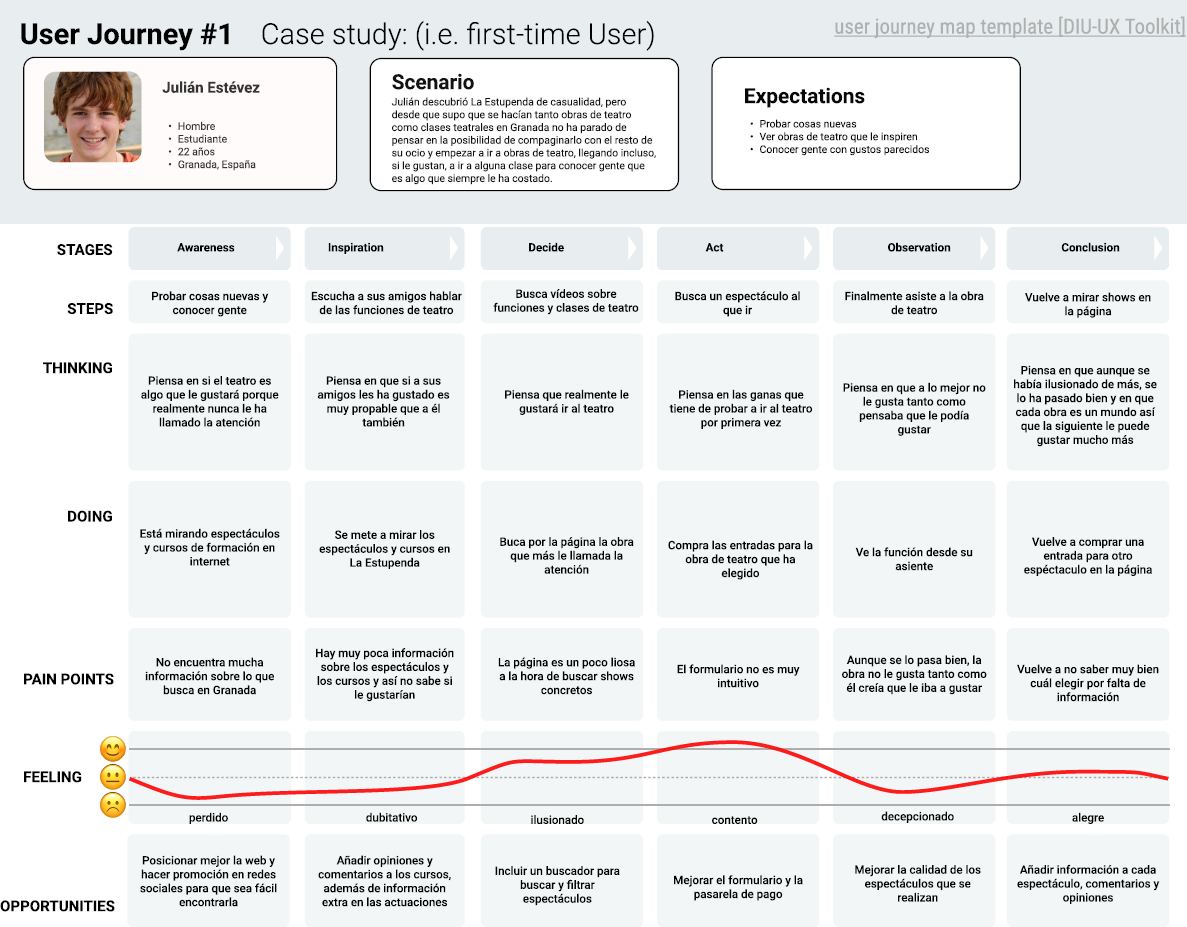 User Journey #1 Case study: (i.e. first-time User)
user journey map template [DIU-UX Toolkit]
Julián Estévez
• Hombre
• Estudiante
• 22 años
• Granada, España
Scenario
Julián descubrió La Estupenda de casualidad, pero
desde que supo que se hacían tanto obras de teatro
como clases teatrales en Granada no ha parado de
pensar en la posibilidad de compaginarlo con el resto de
su ocio y empezar a ir a obras de teatro, llegando incluso,
si le gustan, a ir a alguna clase para conocer gente que
es algo que siempre le ha costado.
Expectations
• Probar cosas nuevas
• Ver obras de teatro que le inspiren
• Conocer gente con gustos parecidos
STAGES
Awareness
Inspiration
Decide
Act
Observation
Conclusion
STEPS
Probar cosas nuevas y
conocer gente
Escucha a sus amigos hablar
de las funciones de teatro
Busca vídeos sobre
funciones y clases de teatro
Busca un espectáculo al
que ir
Finalmente asiste a la obra
de teatro
Vuelve a mirar shows en
la página
THINKING
Piensa en si el teatro es
algo que le gustará porque
realmente nunca le ha
llamado la atención
Piensa en que si a sus
amigos les ha gustado es
muy propable que a él
también
Piensa que realmente le
gustará ir al teatro
Piensa en las ganas que
tiene de probar a ir al teatro
por primera vez
Piensa en que a lo mejor no
le gusta tanto como
pensaba que le podía
gustar
Piensa en que aunque se
había ilusionado de más, se
lo ha pasado bien y en que
cada obra es un mundo así
que la siguiente le puede
gustar mucho más
DOING
Está mirando espectáculos
y cursos de formación en
internet
Se mete a mirar los
espectáculos y cursos en
La Estupenda
Buca por la página la obra
que más le llamada la
atención
Compra las entradas para la
obra de teatro que ha
elegido
Ve la función desde su
asiente
Vuelve a comprar una
entrada para otro
espéctaculo en la página
PAIN POINTS
No encuentra mucha
información sobre lo que
busca en Granada
Hay muy poca información
sobre los espectáculos y
los cursos y así no sabe si
le gustarían
La página es un poco liosa
a la hora de buscar shows
concretos
El formulario no es muy
intuitivo
Aunque se lo pasa bien, la
obra no le gusta tanto como
él creía que le iba a gustar
Vuelve a no saber muy bien
cuál elegir por falta de
información
FEELING
perdido
dubitativo
ilusionado
contento
decepcionado
alegre
OPPORTUNITIES
Posicionar mejor la web y
hacer promoción en redes
sociales para que sea fácil
encontrarla
Añadir opiniones y
comentarios a los cursos,
además de información
extra en las actuaciones
Incluir un buscador para
buscar y filtrar
espectáculos
Mejorar el formulario y la
pasarela de pago
Mejorar la calidad de los
espectáculos que se
realizan
Añadir información a cada
espectáculo, comentarios y
opiniones